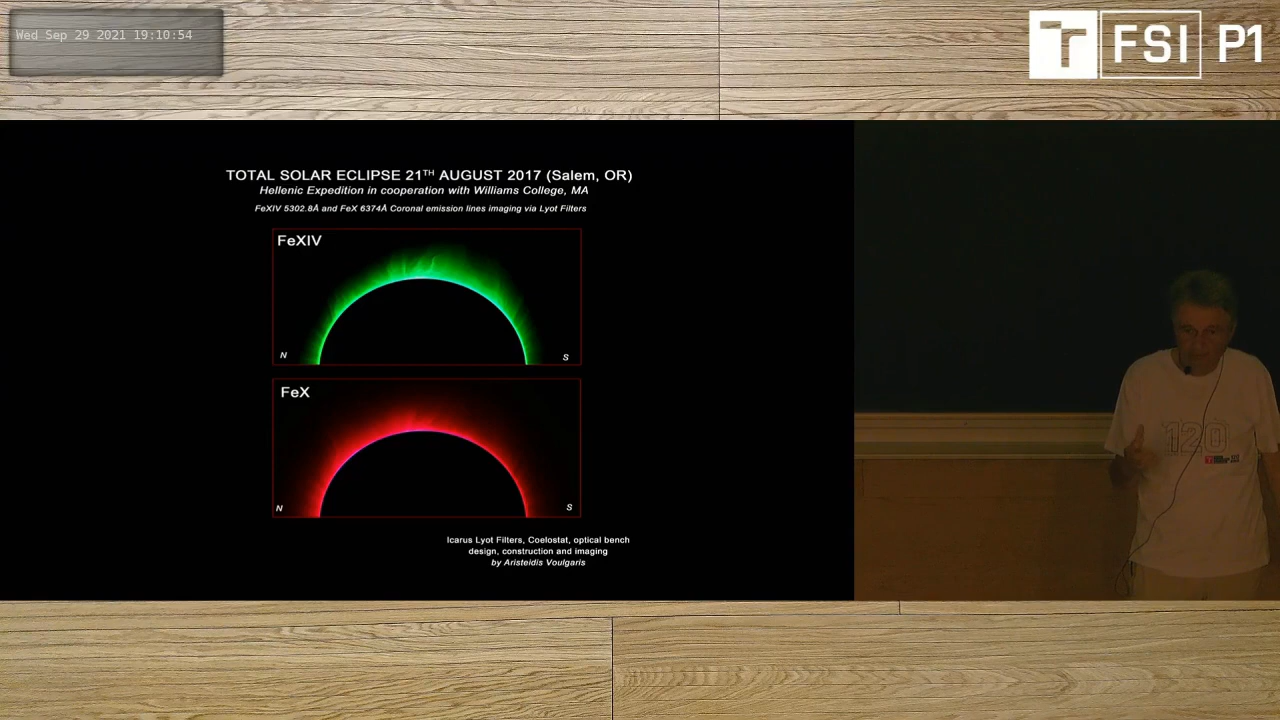 Wed Sep 29 2021 19:10:54
T FSI P1
TOTAL SOLAR ECLIPSE 21TH AUGUST 2017 (Salem, OR)
Hellenic Expedition in cooperation with Williams College, MA
FeXIV 5302.8Å and FeX 6374Å Coronal emission lines imaging via Lyot Filters
FeXIV
N
S
FeX
N
S
Icarus Lyot Filters, Coelostat, optical bench
design, construction and imaging
by Aristeidis Voulgaris
120